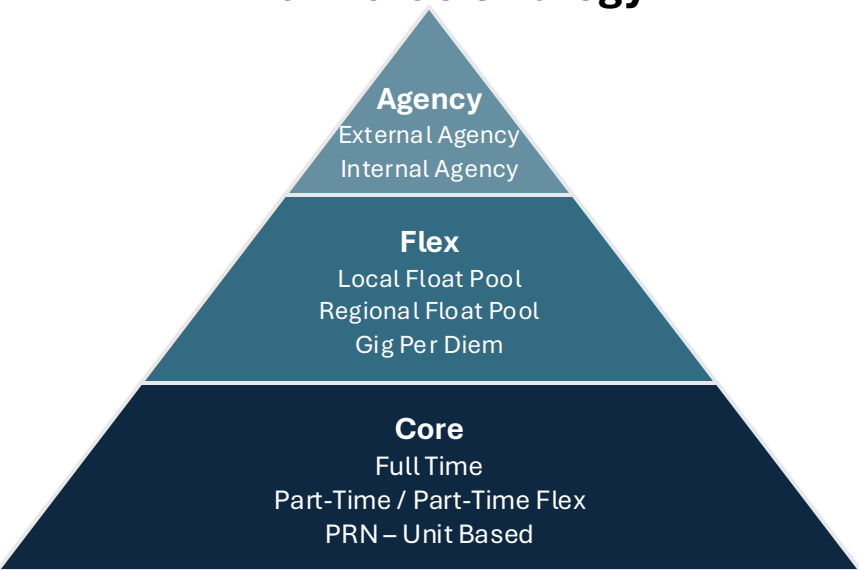 Agency
External Agency
Internal Agency
Flex
Local Float Pool
Regional Float Pool
Gig Per Diem
Core
Full Time
Part-Time / Part-Time Flex
PRN – Unit Based